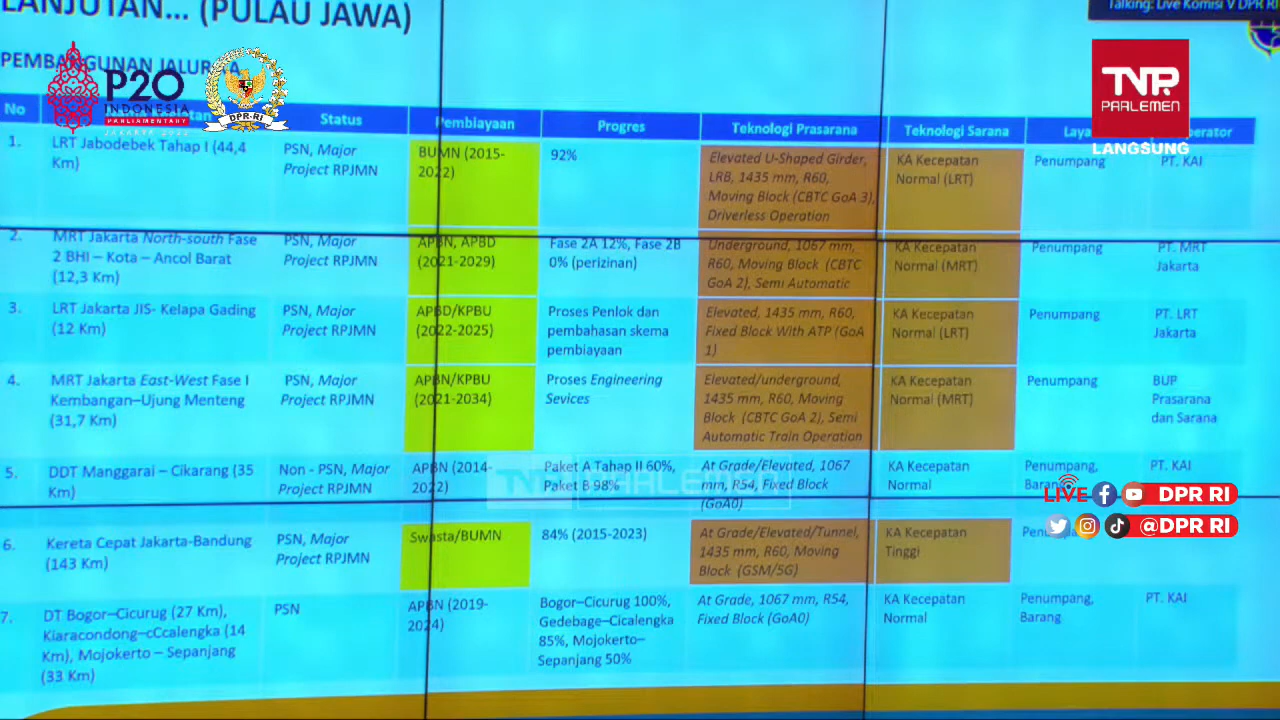 LANJUTAN... (PULAU JAWA)
Talking: Live Komisi V DPR RI
PEMBANGUNAN JALUR
P20
INDONESIA
PARLIAMENTARY
JAKARTA 2022
DPR-RI
TVR
PARLEMEN
LANGSUNG
No Status Pembiayaan Progres Teknologi Prasarana Teknologi Sarana
1. LRT Jabodebek Tahap I (44,4 Km)
PSN, Major Project RPJMN
BUMN (2015-2022)
92%
Elevated U-Shaped Girder, LRB, 1435 mm, R60, Moving Block (CBTC GoA 3), Driverless Operation
KA Kecepatan Normal (LRT)
Penumpang
PT. KAI
2. MRT Jakarta North-south Fase 2 BHI – Kota – Ancol Barat (12,3 Km)
PSN, Major Project RPJMN
APBN, APBD (2021-2029)
Fase 2A 12%, Fase 2B 0% (perizinan)
Underground, 1067 mm, R60, Moving Block (CBTC GoA 2), Semi Automatic
KA Kecepatan Normal (MRT)
Penumpang
PT. MRT Jakarta
3. LRT Jakarta JIS- Kelapa Gading (12 Km)
PSN, Major Project RPJMN
APBD/KPBU (2022-2025)
Proses Penlok dan pembahasan skema pembiayaan
Elevated, 1435 mm, R60, Fixed Block With ATP (GoA 1)
KA Kecepatan Normal (LRT)
Penumpang
PT. LRT Jakarta
4. MRT Jakarta East-West Fase I Kembangan–Ujung Menteng (31,7 Km)
PSN, Major Project RPJMN
APBN/KPBU (2021-2034)
Proses Engineering Sevices
Elevated/underground, 1435 mm, R60, Moving Block (CBTC GoA 2), Semi Automatic Train Operation
KA Kecepatan Normal (MRT)
Penumpang
BUP Prasarana dan Sarana
5. DDT Manggarai – Cikarang (35 Km)
Non - PSN, Major Project RPJMN
APBN (2014-2022)
Paket A Tahap II 60%, Paket B 98%
At Grade/Elevated, 1067 mm, R54, Fixed Block (GoA0)
KA Kecepatan Normal
Penumpang, Barang
PT. KAI
TVR PARLEMEN
LIVE DPR RI
@DPR RI
6. Kereta Cepat Jakarta-Bandung (143 Km)
PSN, Major Project RPJMN
Swasta/BUMN
84% (2015-2023)
At Grade/Elevated/Tunnel, 1435 mm, R60, Moving Block (GSM/5G)
KA Kecepatan Tinggi
7. DT Bogor–Cicurug (27 Km), Kiaracondong–cCcalengka (14 Km), Mojokerto – Sepanjang (33 Km)
PSN
APBN (2019-2024)
Bogor–Cicurug 100%, Gedebage–Cicalengka 85%, Mojokerto–Sepanjang 50%
At Grade, 1067 mm, R54, Fixed Block (GoA0)
KA Kecepatan Normal
Penumpang, Barang
PT. KAI